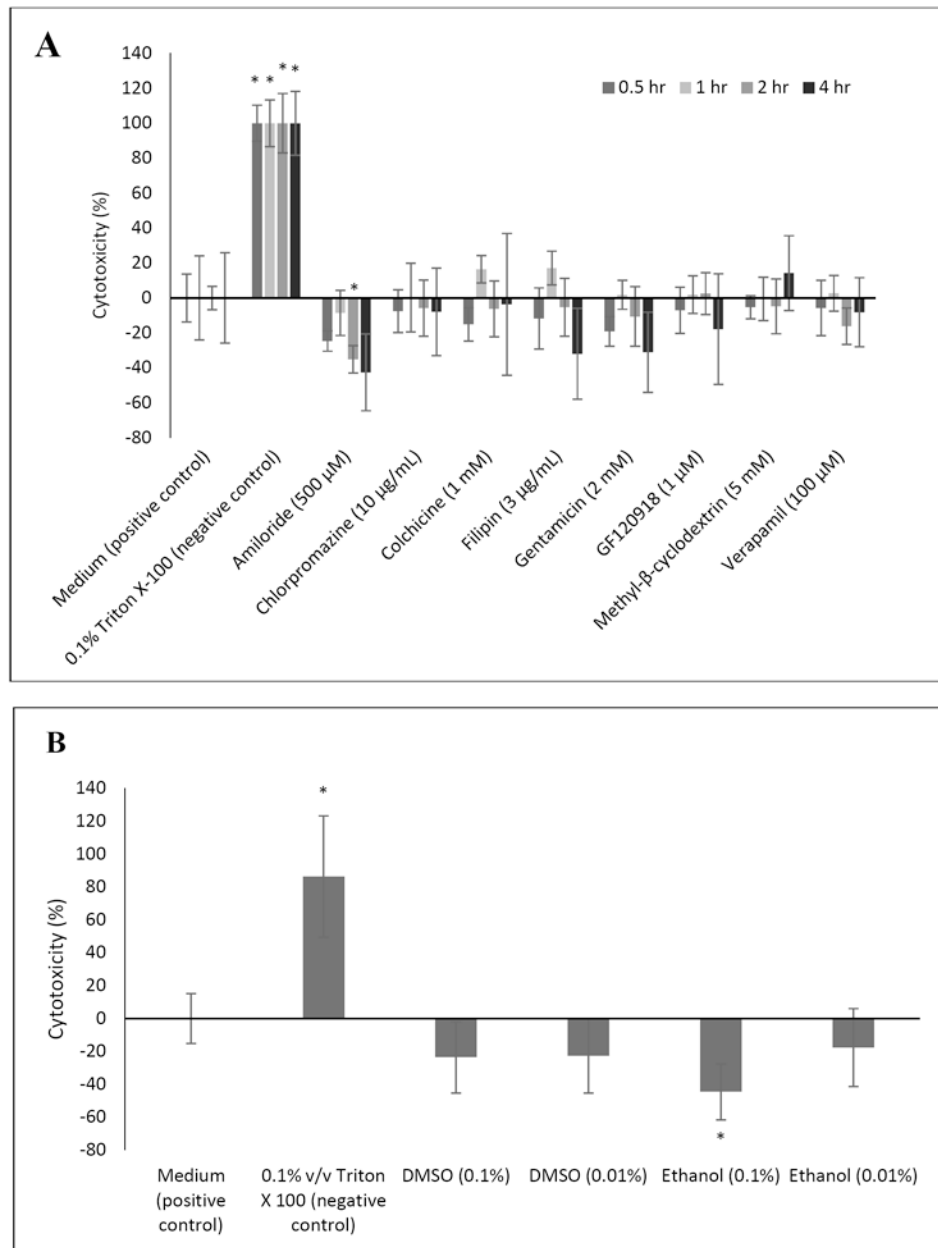 A
140
120
100
80
60
40
20
0
-20
-40
-60
-80
Cytotoxicity (%)
* * * *
*
0.5 hr 1 hr 2 hr 4 hr
Medium (positive control)
0.1% Triton X-100 (negative control)
Amiloride (500 µM)
Chlorpromazine (10 µg/mL)
Colchicine (1 mM)
Filipin (3 µg/mL)
Gentamicin (2 mM)
GF120918 (1 µM)
Methyl-β-cyclodextrin (5 mM)
Verapamil (100 µM)
B
140
120
100
80
60
40
20
0
-20
-40
-60
-80
Cytotoxicity (%)
*
*
Medium
(positive
control)
0.1% v/v Triton
X 100 (negative
control)
DMSO (0.1%)
DMSO (0.01%)
Ethanol (0.1%)
Ethanol (0.01%)